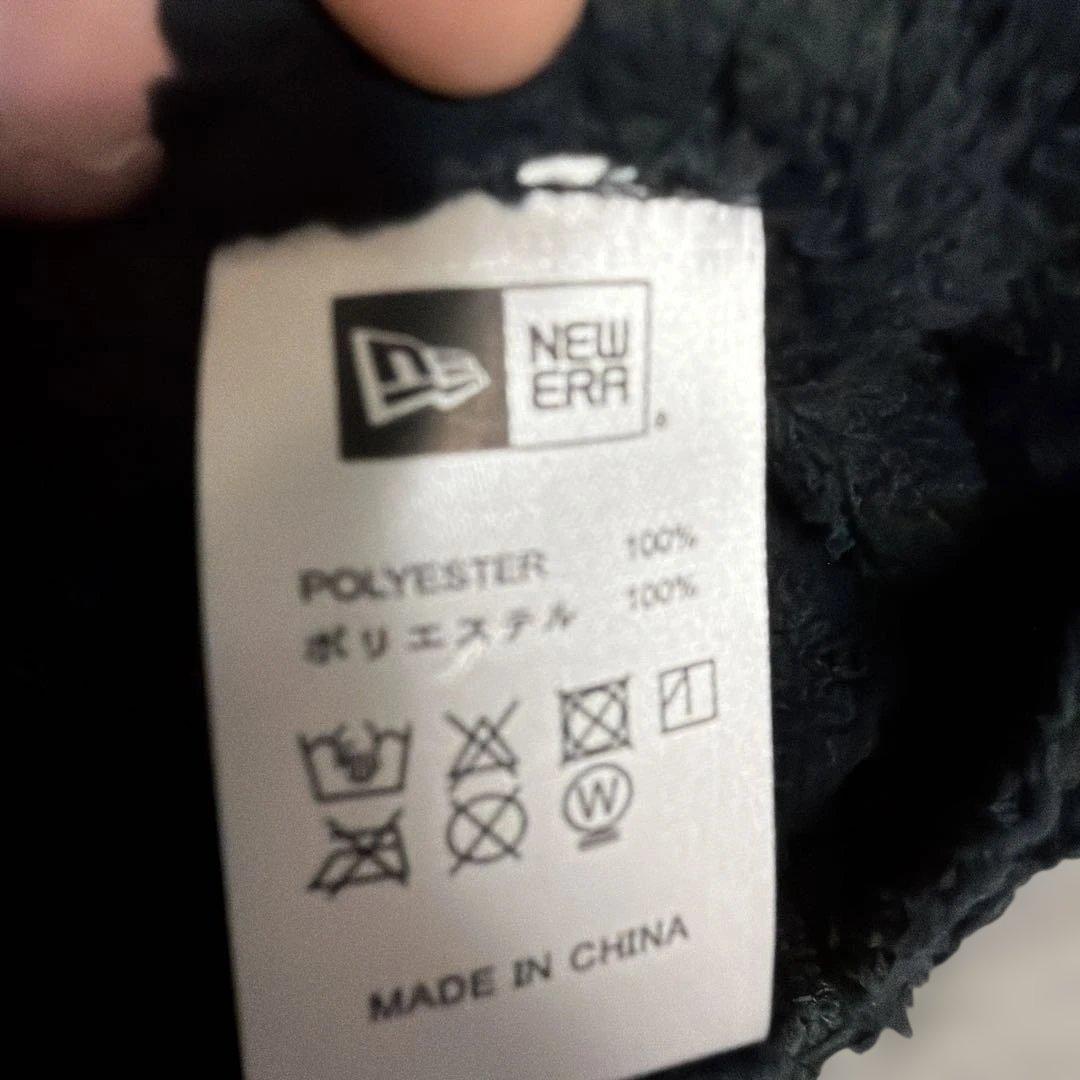 NEW
ERA
POLYESTER 100%
ポリエステル 100%
W
MADE IN CHINA